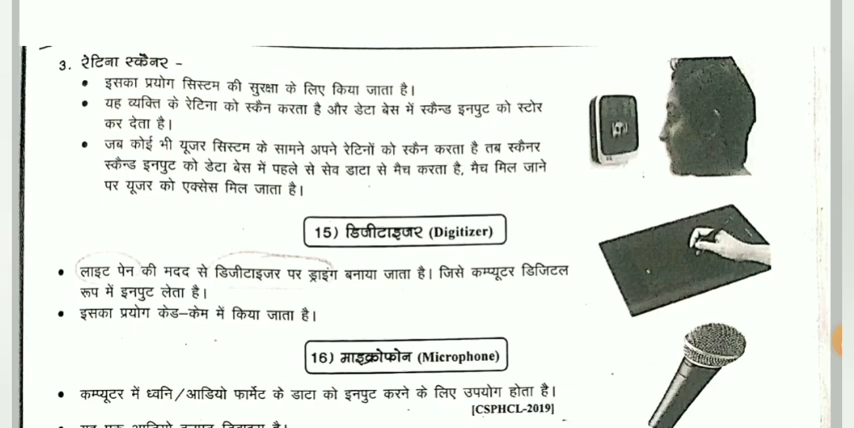 3. रेटिना स्कैनर -
• इसका प्रयोग सिस्टम की सुरक्षा के लिए किया जाता है।
• यह व्यक्ति के रेटिना को स्कैन करता है और डेटा बेस में स्कैन्ड इनपुट को स्टोर
कर देता है।
• जब कोई भी यूजर सिस्टम के सामने अपने रेटिनों को स्कैन करता है तब स्कैनर
स्कैन्ड इनपुट को डेटा बेस में पहले से सेव डाटा से मैच करता है, मैच मिल जाने
पर यूजर को एक्सेस मिल जाता है।
15) डिजीटाइजर (Digitizer)
• लाइट पेन की मदद से डिजीटाइजर पर ड्राइंग बनाया जाता है। जिसे कम्प्यूटर डिजिटल
रूप में इनपुट लेता है।
• इसका प्रयोग केड-केम में किया जाता है।
16) माइक्रोफोन (Microphone)
• कम्प्यूटर में ध्वनि/आडियो फार्मेट के डाटा को इनपुट करने के लिए उपयोग होता है।
[CSPHCL-2019]